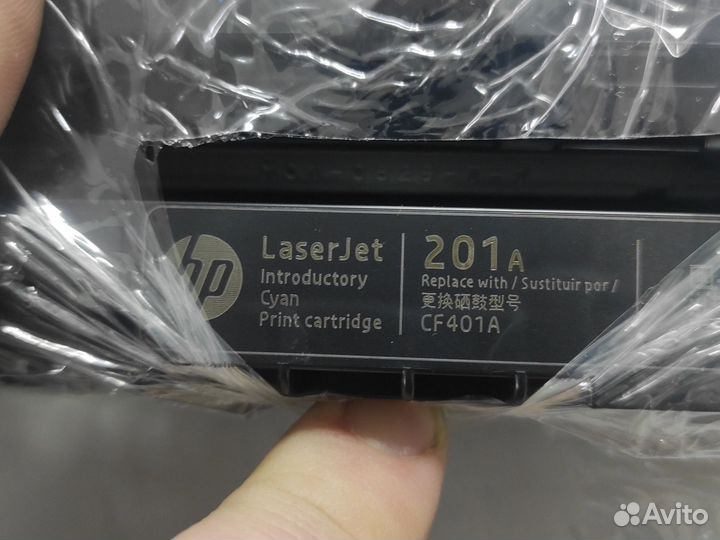 hp
LaserJet
Introductory
Cyan
Print cartridge
201A
Replace with / Sustituir por /
更换硒鼓型号
CF401A
Avito